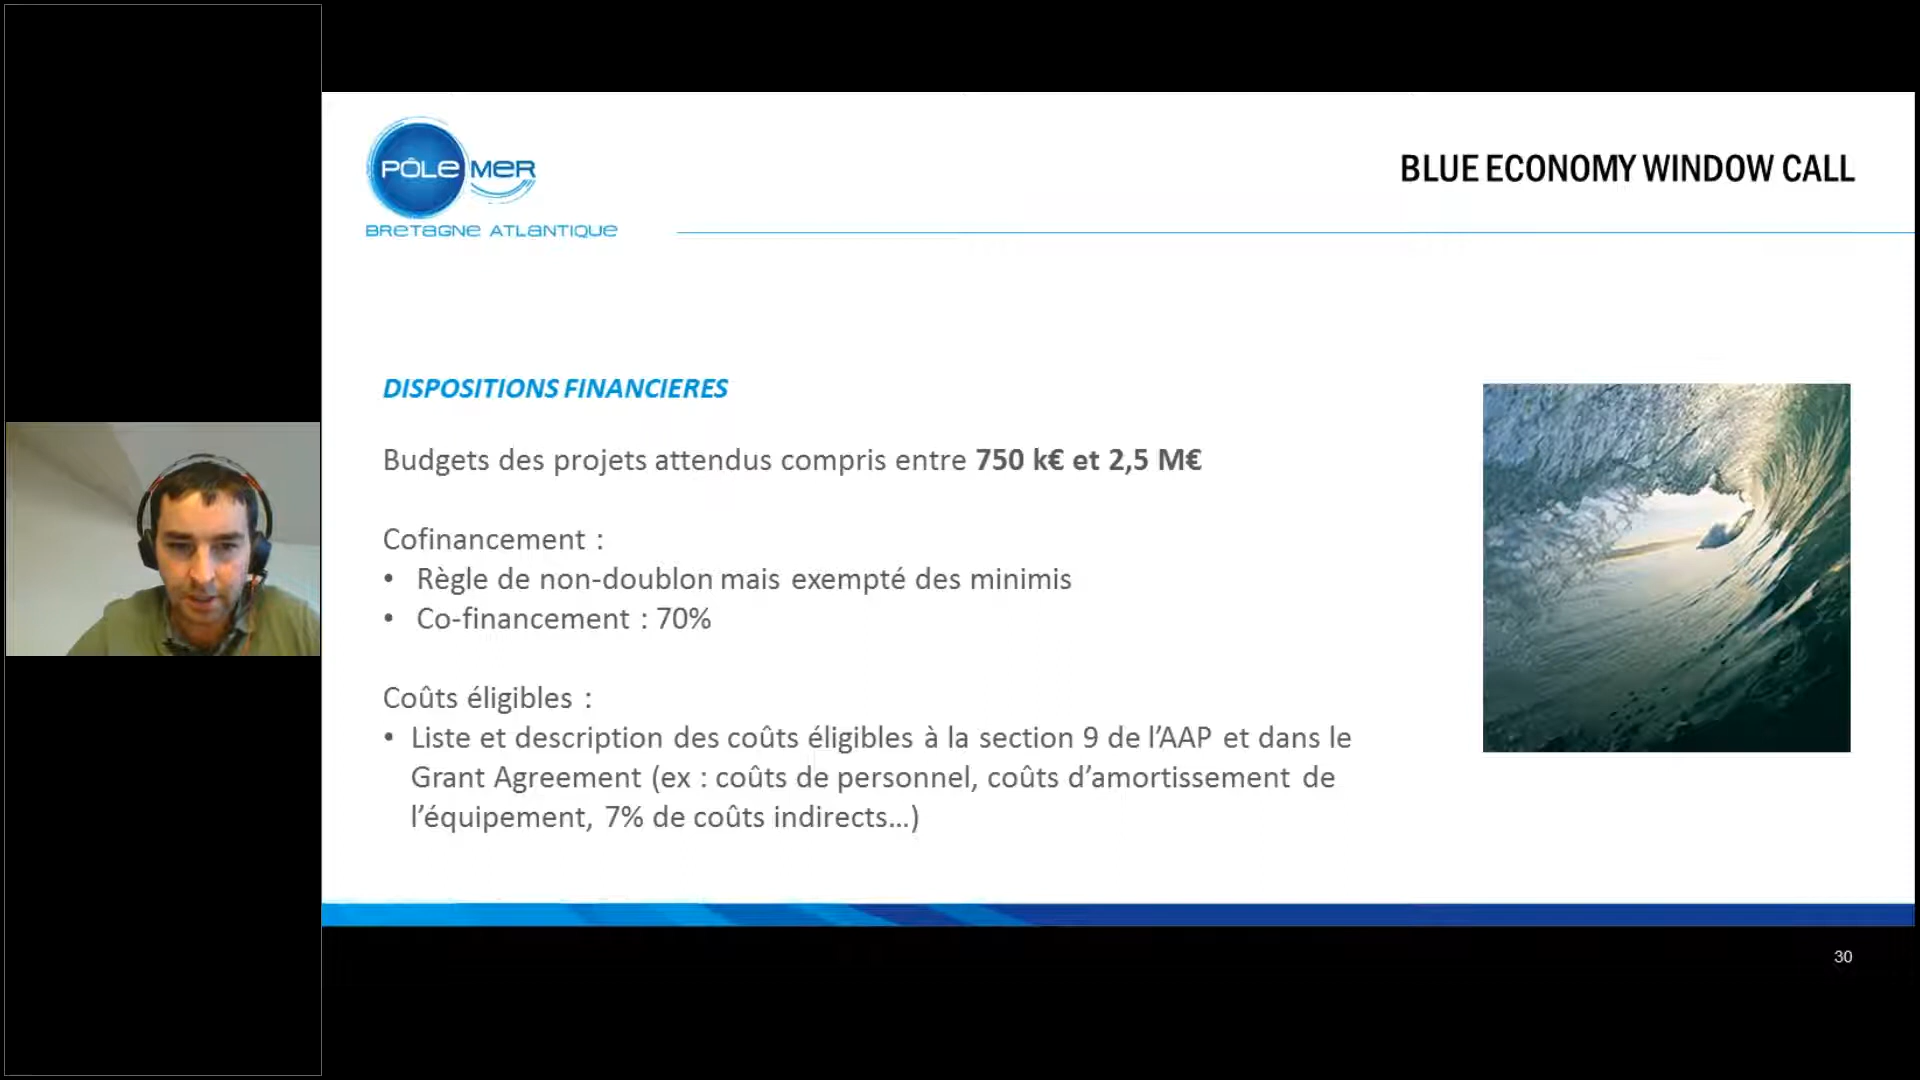 PÔLE MER
BRETAGNE ATLANTIQUE
BLUE ECONOMY WINDOW CALL
DISPOSITIONS FINANCIERES
Budgets des projets attendus compris entre 750 k€ et 2,5 M€
Cofinancement :
• Règle de non-doublon mais exempté des minimis
• Co-financement : 70%
Coûts éligibles :
• Liste et description des coûts éligibles à la section 9 de l’AAP et dans le
Grant Agreement (ex : coûts de personnel, coûts d’amortissement de
l’équipement, 7% de coûts indirects…)
30